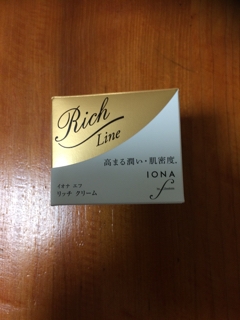 Rich
Line
高まる潤い・肌密度。
IONA
f
イオナ エフ
リッチ クリーム